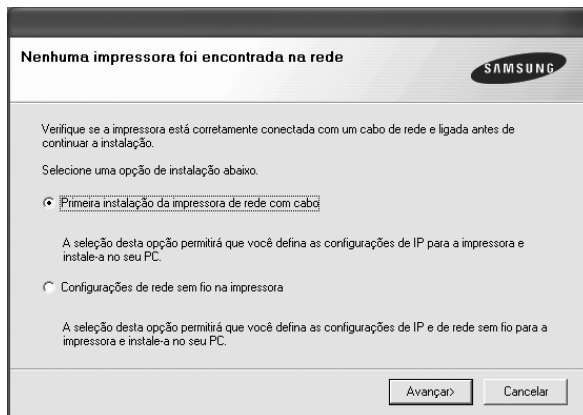 Nenhuma impressora foi encontrada na rede
SAMSUNG
Verifique se a impressora está corretamente conectada com um cabo de rede e ligada antes de
continuar a instalação.
Selecione uma opção de instalação abaixo.
Primeira instalação da impressora de rede com cabo
A seleção desta opção permitirá que você defina as configurações de IP para a impressora e
instale-a no seu PC.
Configurações de rede sem fio na impressora
A seleção desta opção permitirá que você defina as configurações de IP e de rede sem fio para a
impressora e instale-a no seu PC.
Avançar>
Cancelar